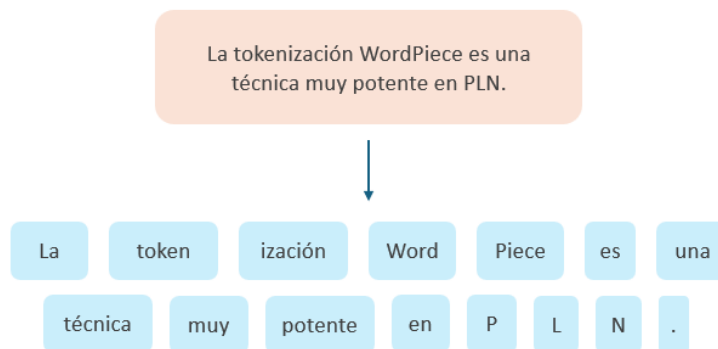 La tokenización WordPiece es una
técnica muy potente en PLN.
La token ización Word Piece es una
técnica muy potente en P L N .